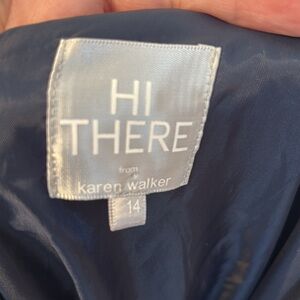 HI
THERE
from
karen walker
14